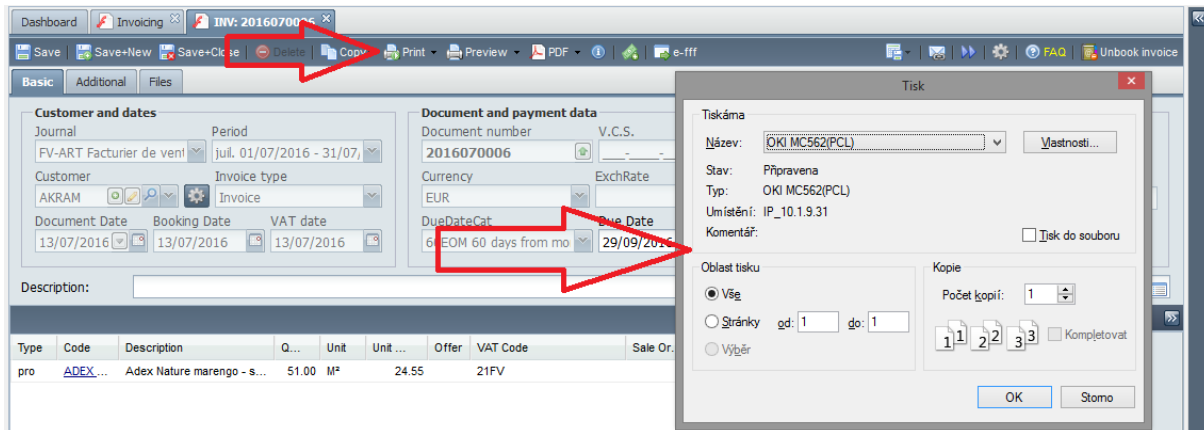 Dashboard Invoicing INV: 2016070006
Save Save+New Save+Close Delete Copy Print Preview PDF e-fff FAQ Unbook invoice
Basic Additional Files
Customer and dates
Journal Period
FV-ART Facturier de vent juil. 01/07/2016 - 31/07/
Customer Invoice type
AKRAM Invoice
Document Date Booking Date VAT date
13/07/2016 13/07/2016 13/07/2016
Document and payment data
Document number V.C.S.
2016070006
Currency ExchRate
EUR
DueDateCat Due Date
60EOM 60 days from mo 29/09/2016
Description:
Type Code Description Q... Unit Unit ... Offer VAT Code Sale Or.
pro ADEX ... Adex Nature marengo - s... 51.00 M² 24.55 21FV
Tisk
Tiskárna
Název: OKI MC562(PCL) Vlastnosti...
Stav: Připravena
Typ: OKI MC562(PCL)
Umístění: IP_10.1.9.31
Komentář: Tisk do souboru
Oblast tisku
Vše
Stránky od: 1 do: 1
Výběr
Kopie
Počet kopií: 1
1 1 2 2 3 3 Kompletovat
OK Storno